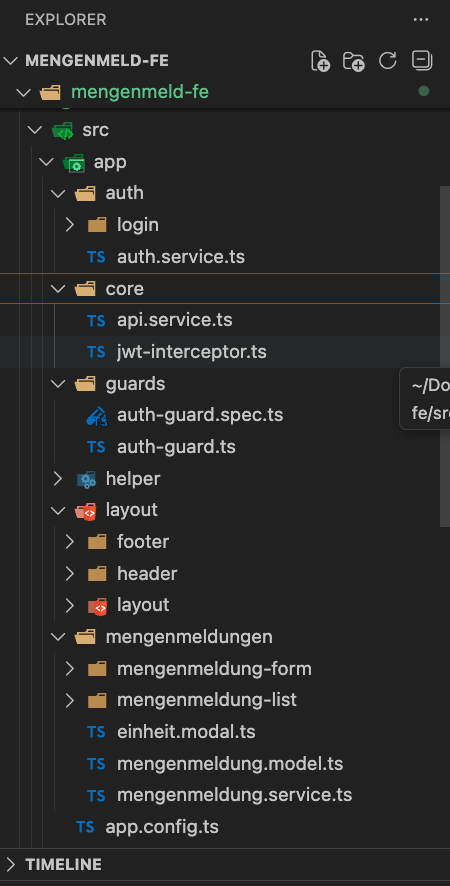 EXPLORER
MENGENMELD-FE
mengenmeld-fe
src
app
auth
login
TS auth.service.ts
core
TS api.service.ts
TS jwt-interceptor.ts
guards
~/Do
TS auth-guard.spec.ts
fe/sr
TS auth-guard.ts
helper
layout
footer
header
layout
mengenmeldungen
mengenmeldung-form
mengenmeldung-list
TS einheit.modal.ts
TS mengenmeldung.model.ts
TS mengenmeldung.service.ts
TS app.config.ts
TIMELINE